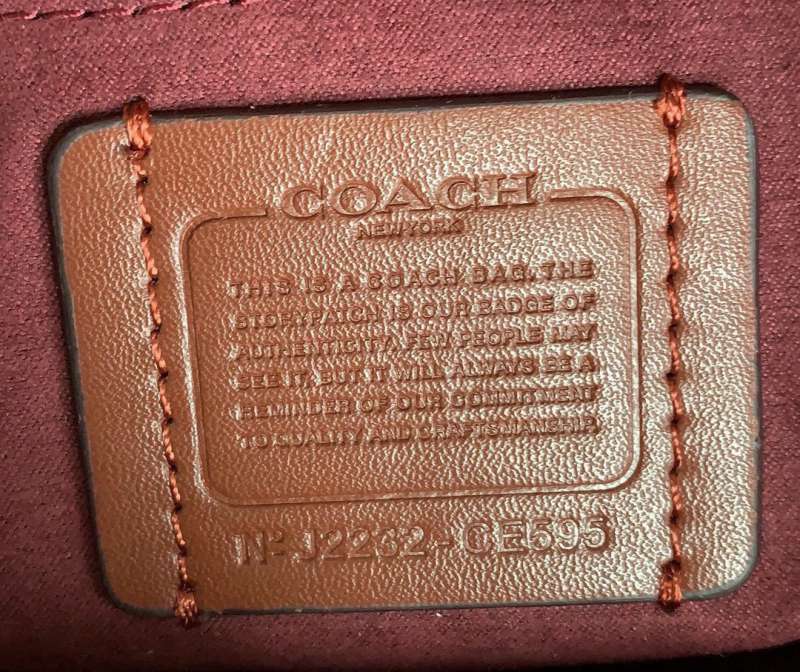 COACH
NEW YORK
THIS IS A COACH BAG. THE
STORYPATCH IS OUR BADGE OF
AUTHENTICITY. FEW PEOPLE MAY
SEE IT, BUT IT WILL ALWAYS BE A
REMINDER OF OUR COMMITMENT
TO QUALITY AND CRAFTSMANSHIP.
Nº J2262-CE595